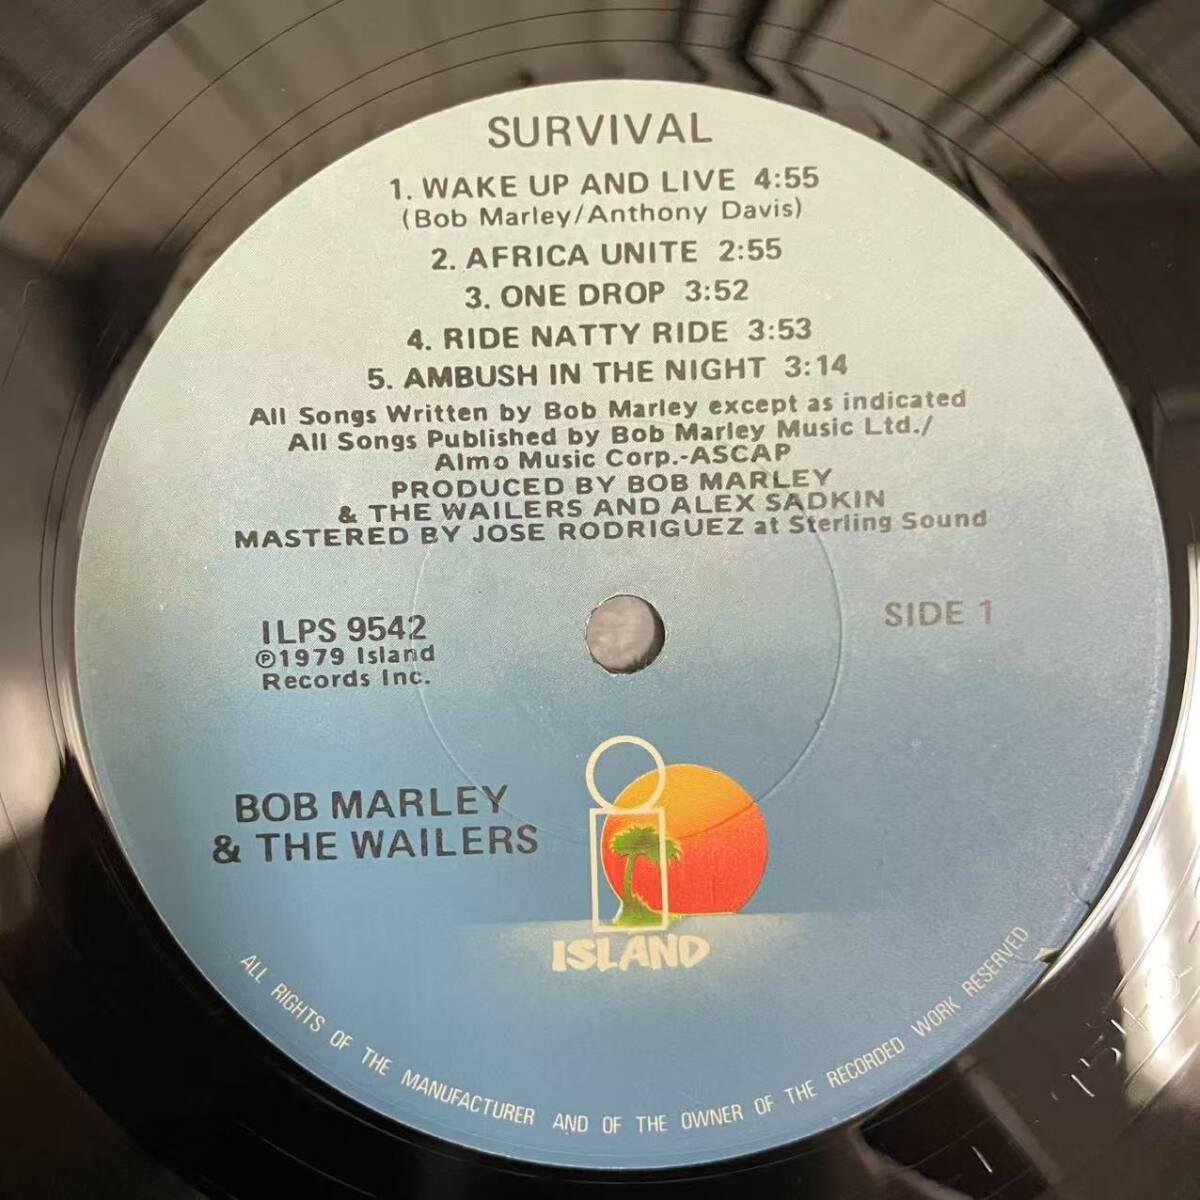 SURVIVAL
1. WAKE UP AND LIVE 4:55
(Bob Marley/Anthony Davis)
2. AFRICA UNITE 2:55
3. ONE DROP 3:52
4. RIDE NATTY RIDE 3:53
5. AMBUSH IN THE NIGHT 3:14
All Songs Written by Bob Marley except as indicated
All Songs Published by Bob Marley Music Ltd./
Almo Music Corp.-ASCAP
PRODUCED BY BOB MARLEY
& THE WAILERS AND ALEX SADKIN
MASTERED BY JOSE RODRIGUEZ at Sterling Sound
SIDE 1
ILPS 9542
℗1979 Island
Records Inc.
BOB MARLEY
& THE WAILERS
i
ISLAND
ALL RIGHTS OF THE MANUFACTURER AND OF THE OWNER OF THE RECORDED WORK RESERVED